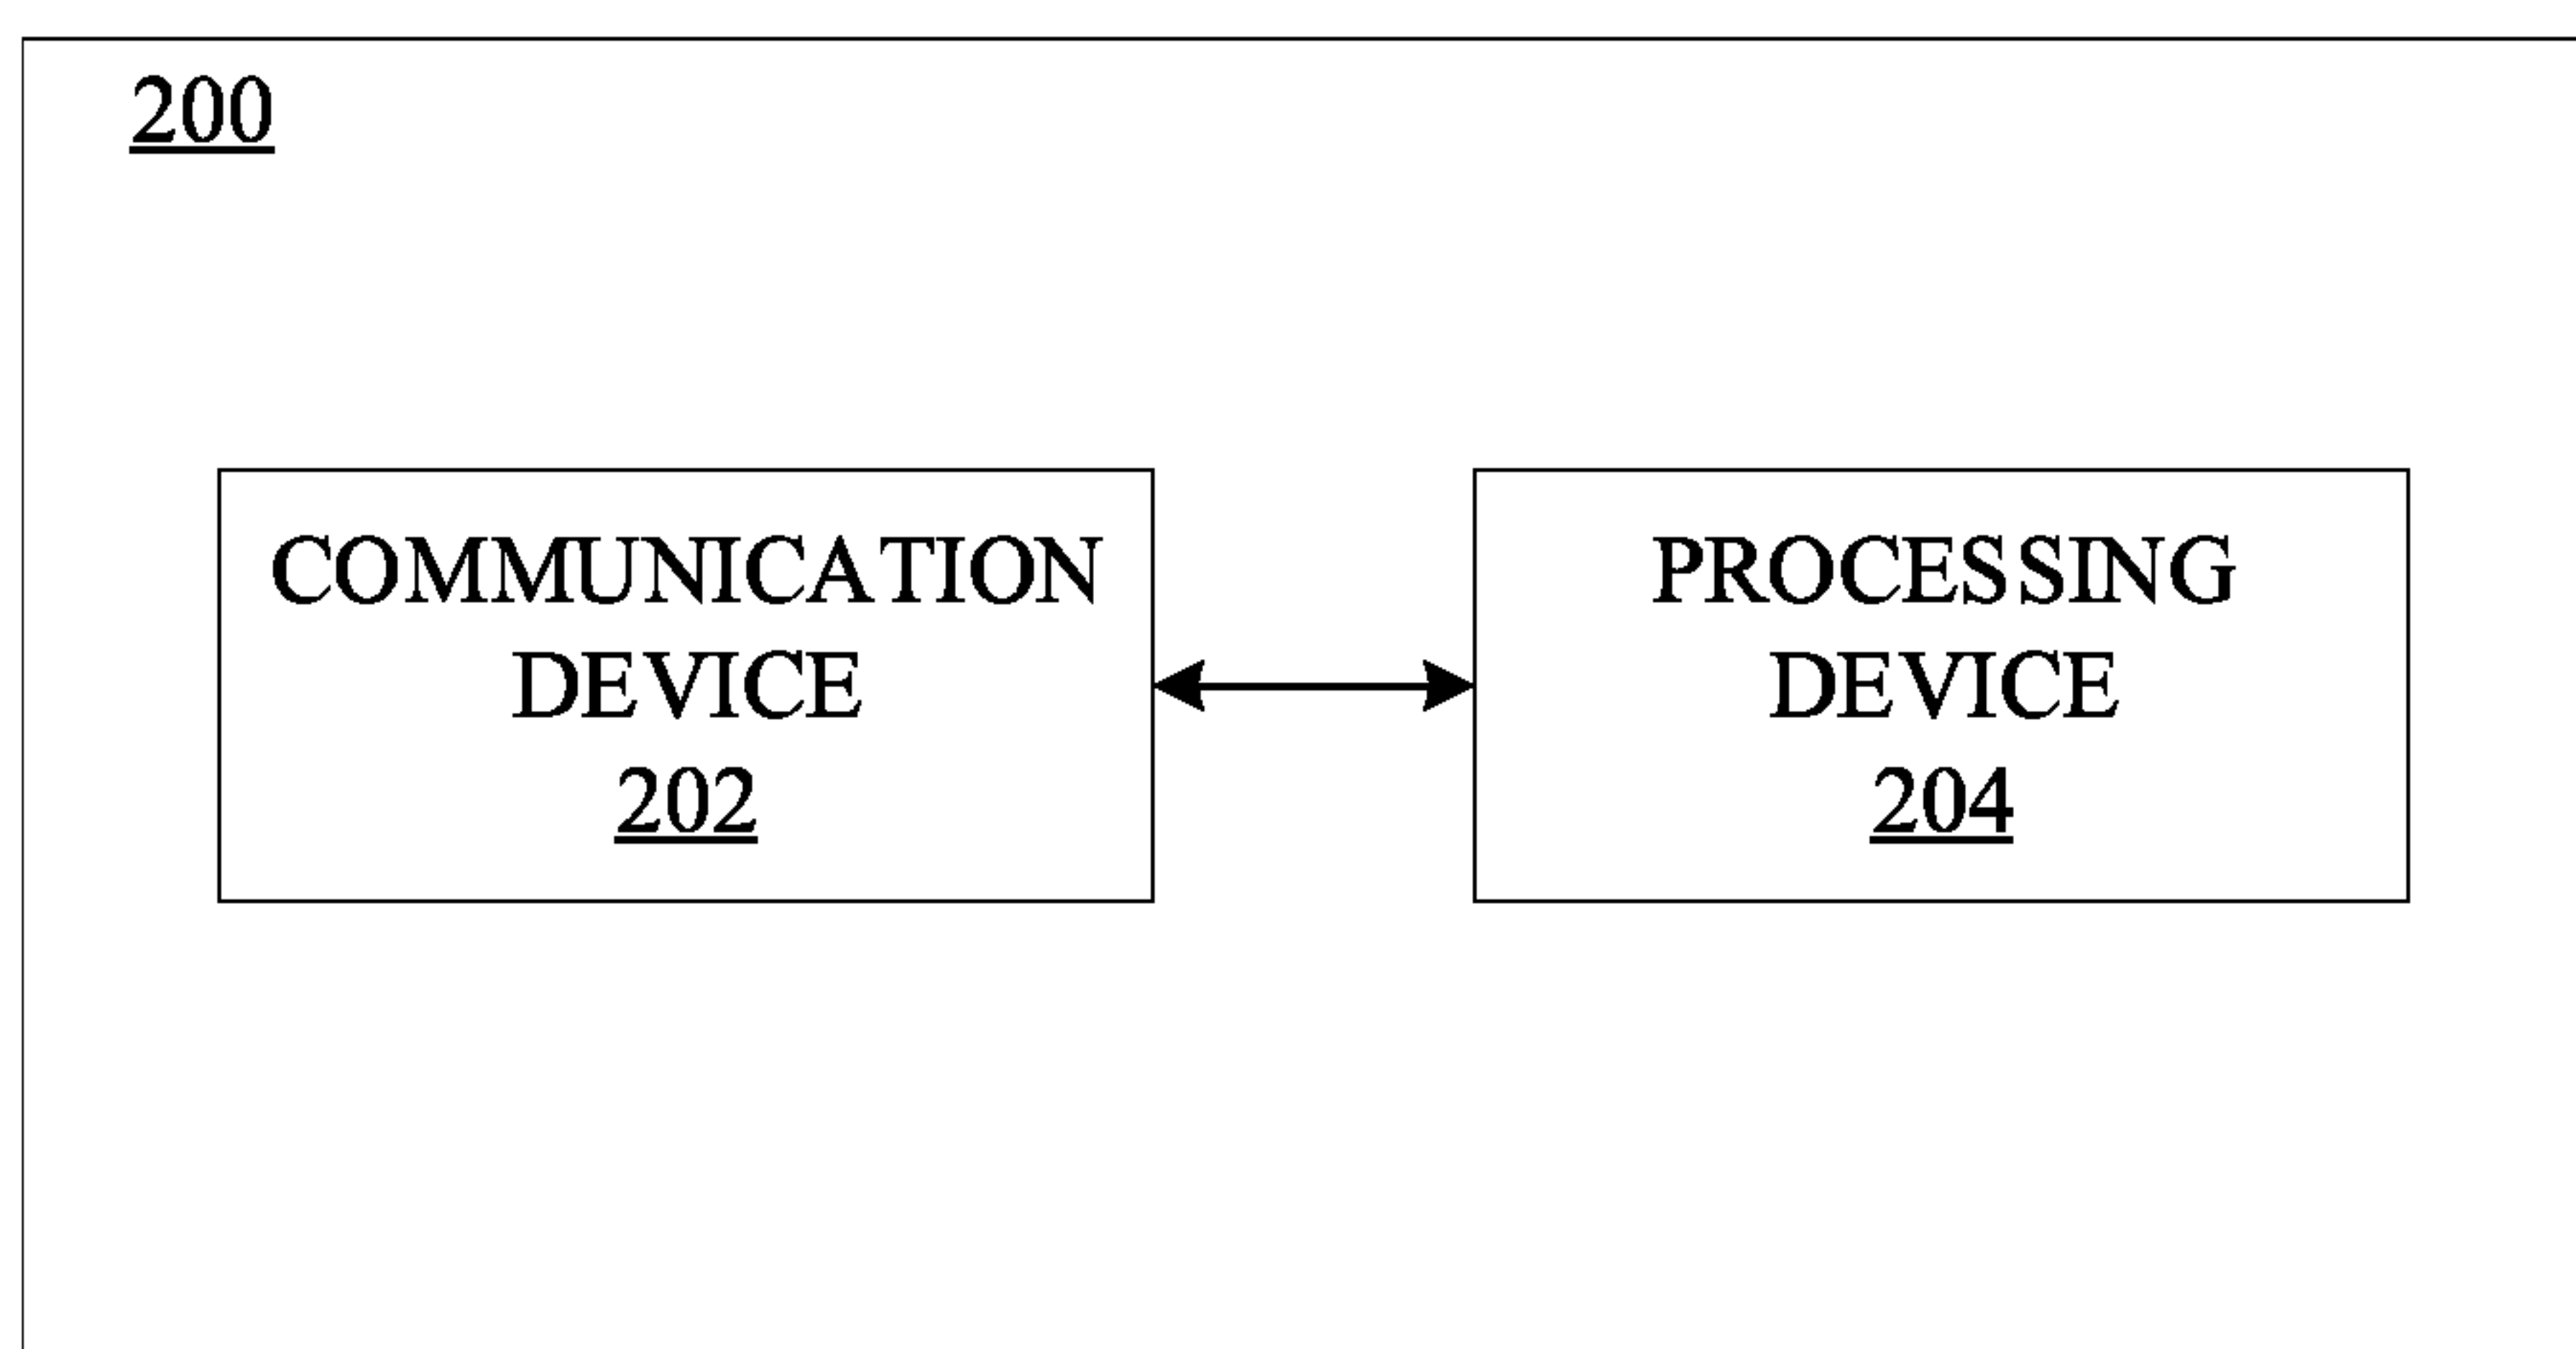 200
COMMUNICATION
DEVICE
202
PROCESSING
DEVICE
204